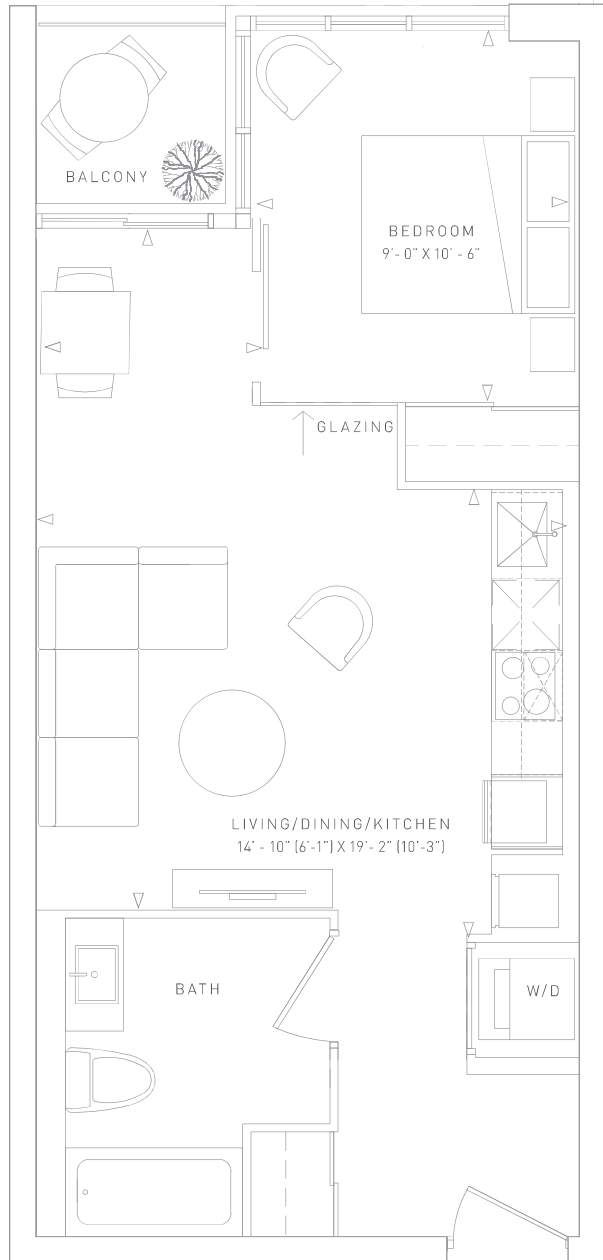 BALCONY
BEDROOM
9'-0" X 10' - 6"
GLAZING
LIVING/DINING/KITCHEN
14' - 10" (6'-1") X 19'- 2" (10'-3")
BATH
W/D